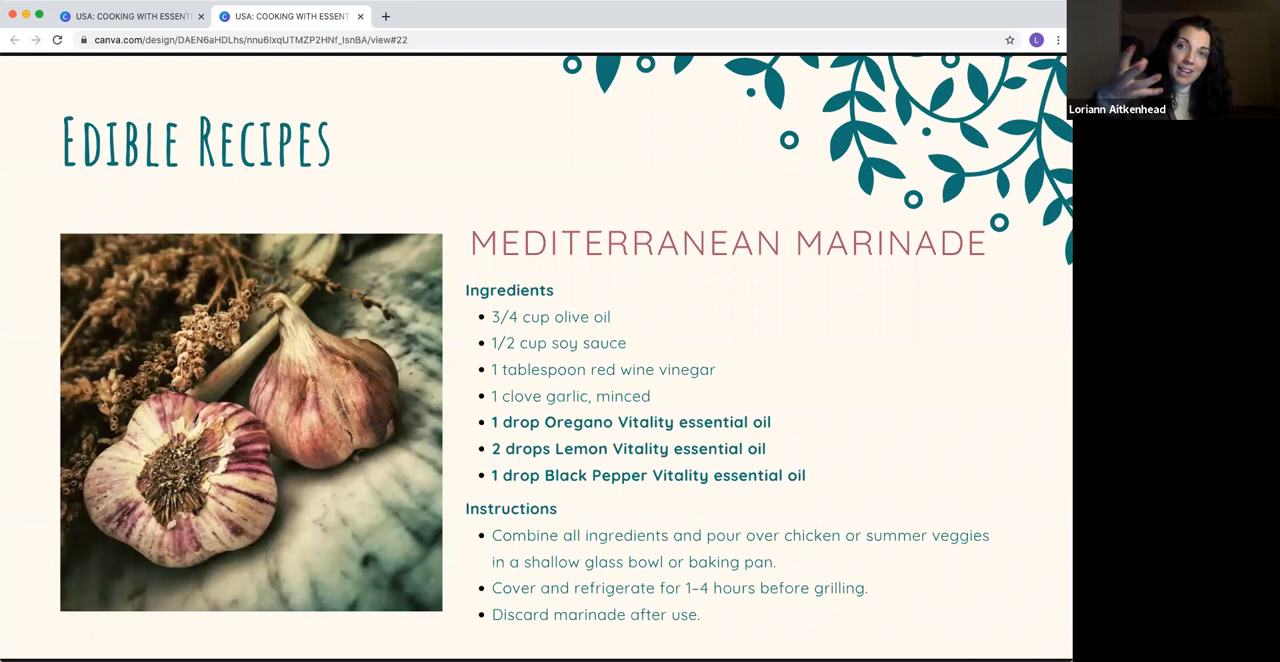 USA: COOKING WITH ESSENTI
USA: COOKING WITH ESSENT
canva.com/design/DAEN6aHDLhs/nnu6IxqUTMZP2HNf_IsnBA/view#22
L
Loriann Aitkenhead
EDIBLE RECIPES
MEDITERRANEAN MARINADE
Ingredients
3/4 cup olive oil
1/2 cup soy sauce
1 tablespoon red wine vinegar
1 clove garlic, minced
1 drop Oregano Vitality essential oil
2 drops Lemon Vitality essential oil
1 drop Black Pepper Vitality essential oil
Instructions
Combine all ingredients and pour over chicken or summer veggies
in a shallow glass bowl or baking pan.
Cover and refrigerate for 1-4 hours before grilling.
Discard marinade after use.